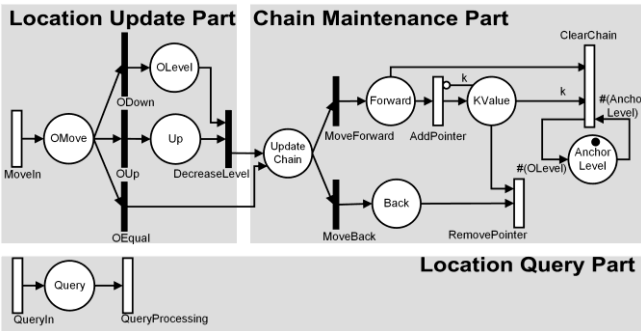 Location Update Part
Chain Maintenance Part
ClearChain
OLevel
ODown
k
Forward
KValue
k
#(Ancho
Level)
MoveIn
OMove
Up
OUp
DecreaseLevel
Update
Chain
MoveForward
AddPointer
#(OLevel)
Anchor
Level
OEqual
MoveBack
Back
RemovePointer
Location Query Part
Query
QueryIn
QueryProcessing